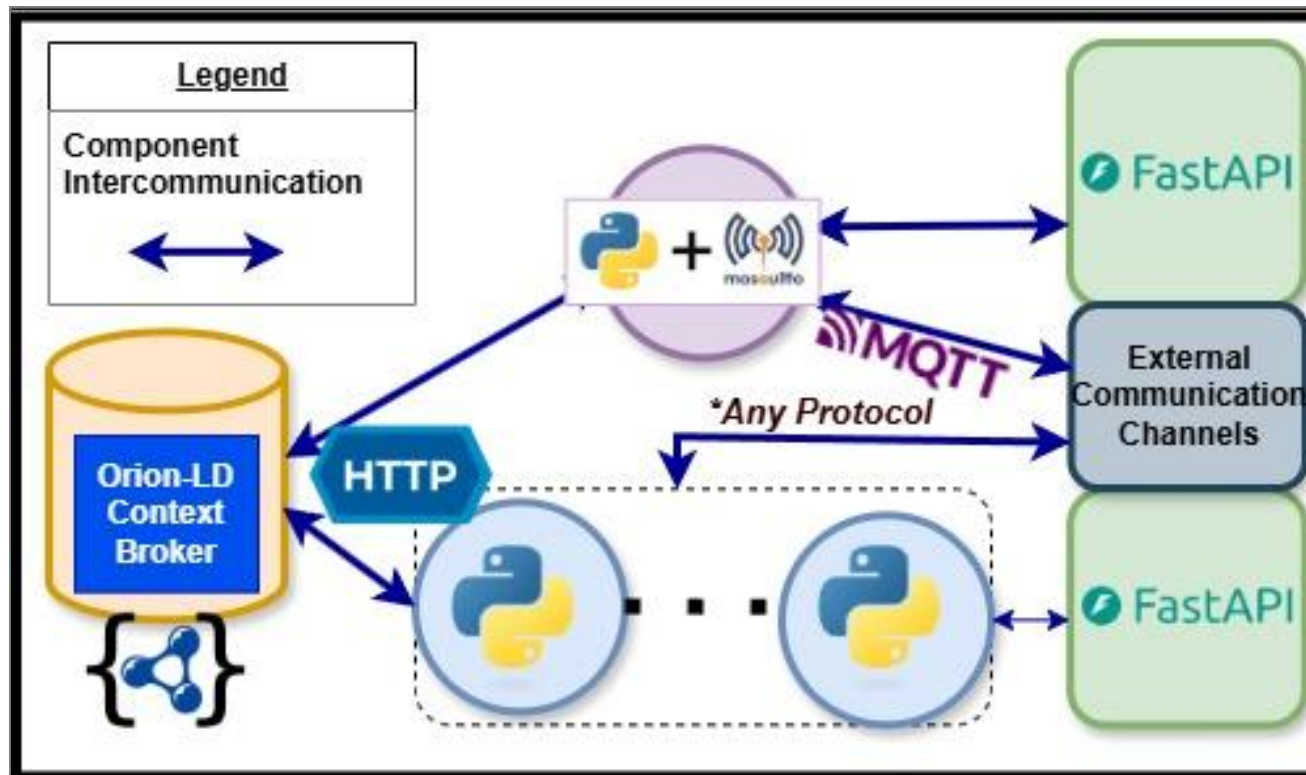 Legend
Component
Intercommunication
+
mosquitto
FastAPI
MQTT
External
Communication
Channels
*Any Protocol
HTTP
Orion-LD
Context
Broker
FastAPI